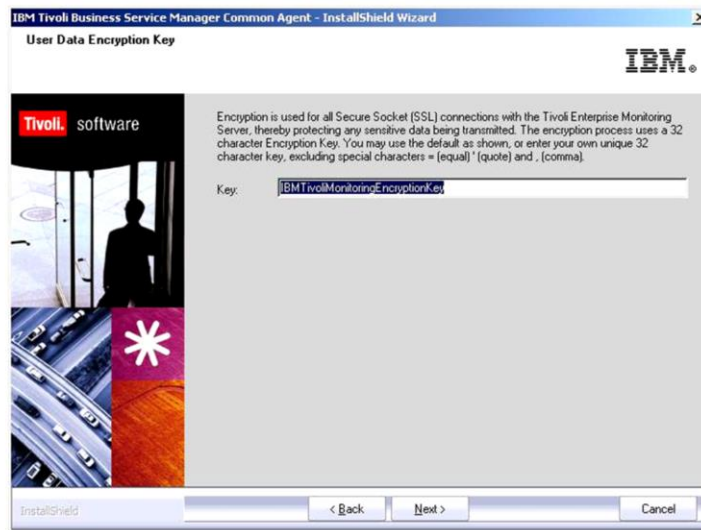 IBM Tivoli Business Service Manager Common Agent - InstallShield Wizard
User Data Encryption Key
IBM®
Tivoli. software
Encryption is used for all Secure Socket (SSL) connections with the Tivoli Enterprise Monitoring
Server, thereby protecting any sensitive data being transmitted. The encryption process uses a 32
character Encryption Key. You may use the default as shown, or enter your own unique 32
character key, excluding special characters = (equal) ' (quote) and , (comma).
Key: IBMTivoliMonitoringEncryptionKey
InstallShield
< Back Next > Cancel